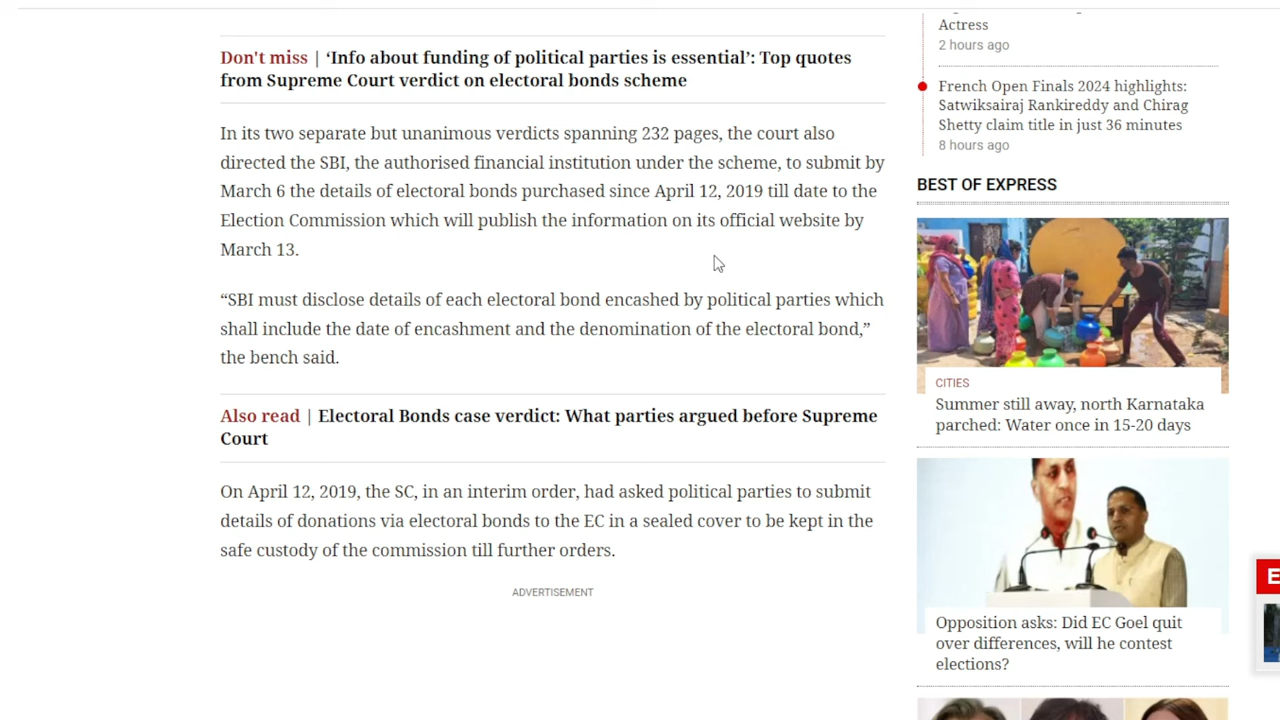 Don't miss | ‘Info about funding of political parties is essential’: Top quotes
from Supreme Court verdict on electoral bonds scheme
In its two separate but unanimous verdicts spanning 232 pages, the court also
directed the SBI, the authorised financial institution under the scheme, to submit by
March 6 the details of electoral bonds purchased since April 12, 2019 till date to the
Election Commission which will publish the information on its official website by
March 13.
“SBI must disclose details of each electoral bond encashed by political parties which
shall include the date of encashment and the denomination of the electoral bond,”
the bench said.
Also read | Electoral Bonds case verdict: What parties argued before Supreme
Court
On April 12, 2019, the SC, in an interim order, had asked political parties to submit
details of donations via electoral bonds to the EC in a sealed cover to be kept in the
safe custody of the commission till further orders.
ADVERTISEMENT
Actress
2 hours ago
French Open Finals 2024 highlights:
Satwiksairaj Rankireddy and Chirag
Shetty claim title in just 36 minutes
8 hours ago
BEST OF EXPRESS
CITIES
Summer still away, north Karnataka
parched: Water once in 15-20 days
Opposition asks: Did EC Goel quit
over differences, will he contest
elections?
E